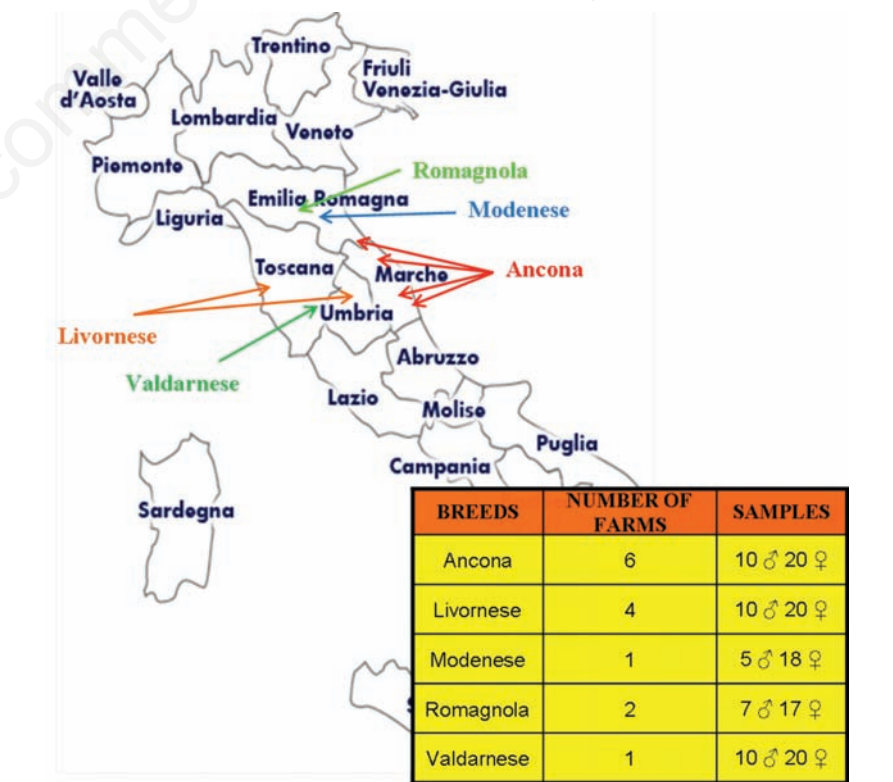 comme
Trentino
Friuli
Venezia-Giulia
Valle
d'Aosta
Lombardia
Veneto
Piemonte
Romagnola
Emilia Romagna
Modenese
Liguria
Toscana
Marche
Ancona
Umbria
Livornese
Abruzzo
Valdarnese
Lazio
Molise
Puglia
Campania
Sardegna
BREEDS NUMBER OF FARMS SAMPLES
Ancona 6 10 ♂ 20 ♀
Livornese 4 10 ♂ 20 ♀
Modenese 1 5 ♂ 18 ♀
Romagnola 2 7 ♂ 17 ♀
Valdarnese 1 10 ♂ 20 ♀